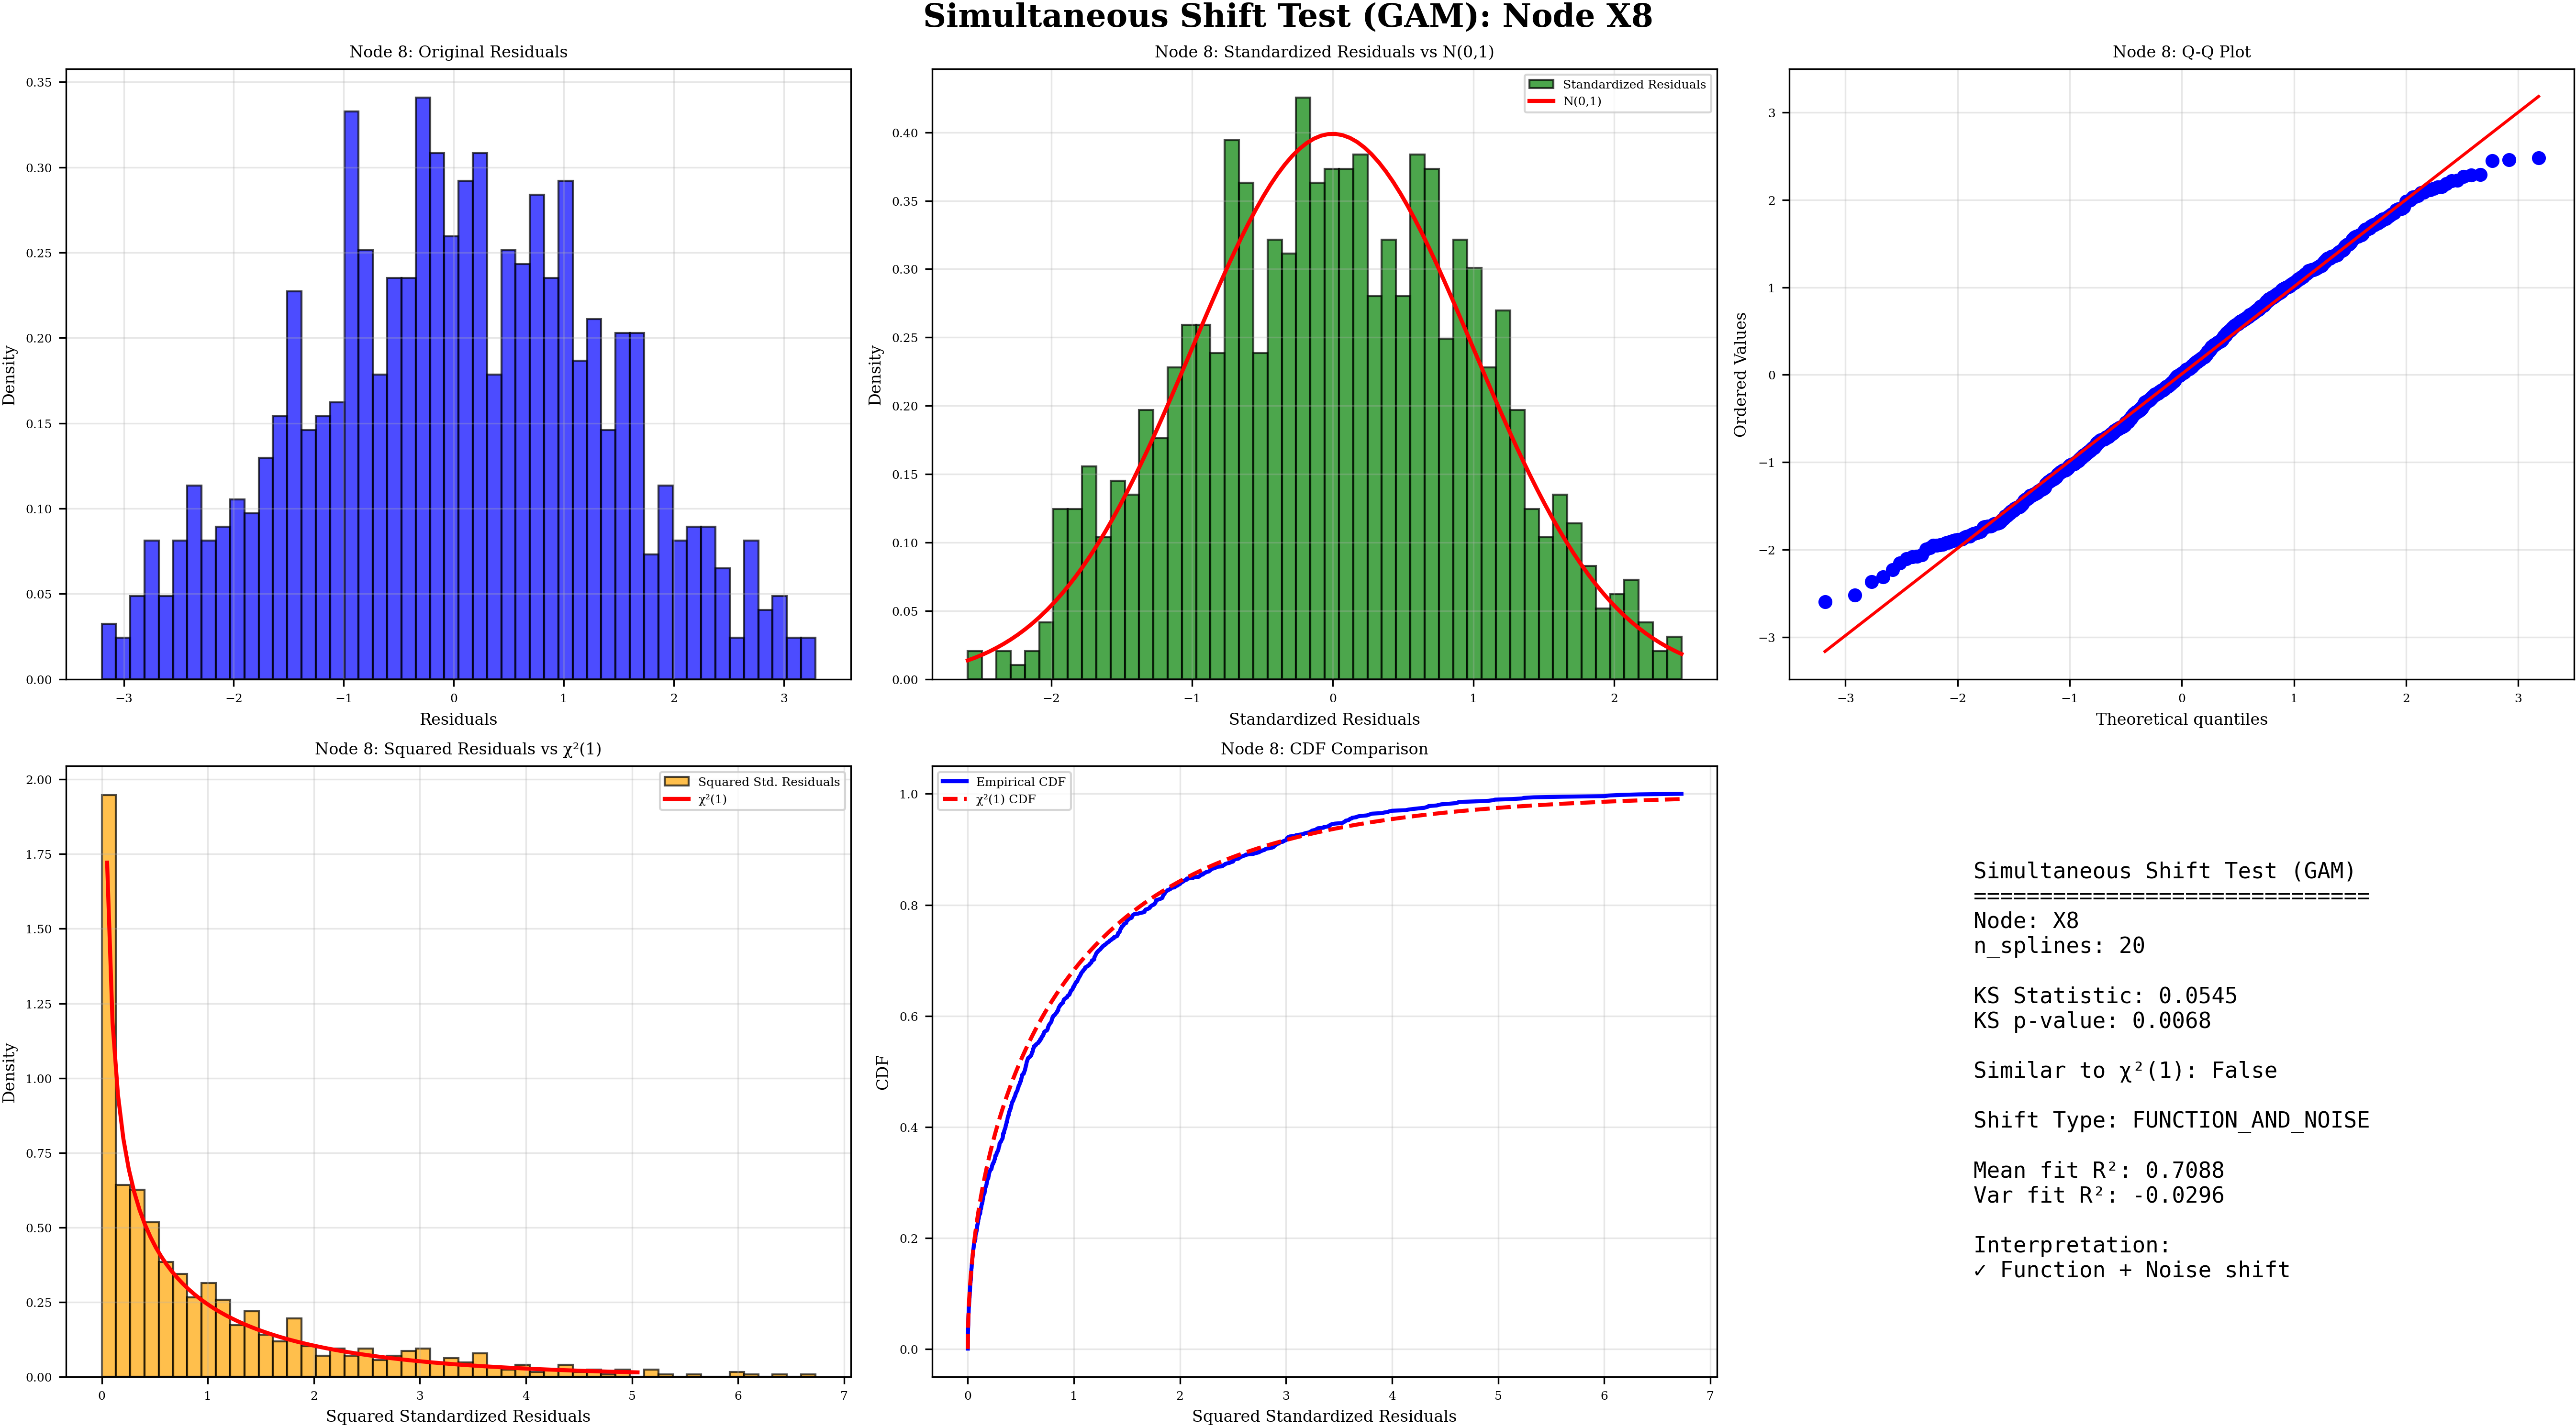 Simultaneous Shift Test (GAM): Node X8
Node 8: Original Residuals
Density
0.35
0.30
0.25
0.20
0.15
0.10
0.05
0.00
−3
−2
−1
0
1
2
3
Residuals
Node 8: Standardized Residuals vs N(0,1)
Standardized Residuals
N(0,1)
Density
0.40
0.35
0.30
0.25
0.20
0.15
0.10
0.05
0.00
−2
−1
0
1
2
Standardized Residuals
Node 8: Q-Q Plot
Ordered Values
3
2
1
0
−1
−2
−3
−3
−2
−1
0
1
2
3
Theoretical quantiles
Node 8: Squared Residuals vs χ²(1)
Squared Std. Residuals
χ²(1)
Density
2.00
1.75
1.50
1.25
1.00
0.75
0.50
0.25
0.00
0
1
2
3
4
5
6
7
Squared Standardized Residuals
Node 8: CDF Comparison
Empirical CDF
χ²(1) CDF
CDF
1.0
0.8
0.6
0.4
0.2
0.0
0
1
2
3
4
5
6
7
Squared Standardized Residuals
Simultaneous Shift Test (GAM)
==============================
Node: X8
n_splines: 20
KS Statistic: 0.0545
KS p-value: 0.0068
Similar to χ²(1): False
Shift Type: FUNCTION_AND_NOISE
Mean fit R²: 0.7088
Var fit R²: -0.0296
Interpretation:
✓ Function + Noise shift